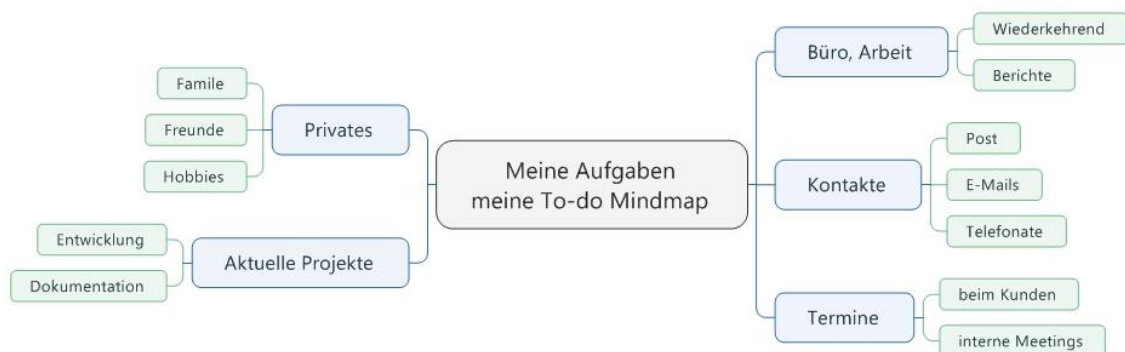 Meine Aufgaben
meine To-do Mindmap
Privates
Famile
Freunde
Hobbies
Aktuelle Projekte
Entwicklung
Dokumentation
Büro, Arbeit
Wiederkehrend
Berichte
Kontakte
Post
E-Mails
Telefonate
Termine
beim Kunden
interne Meetings